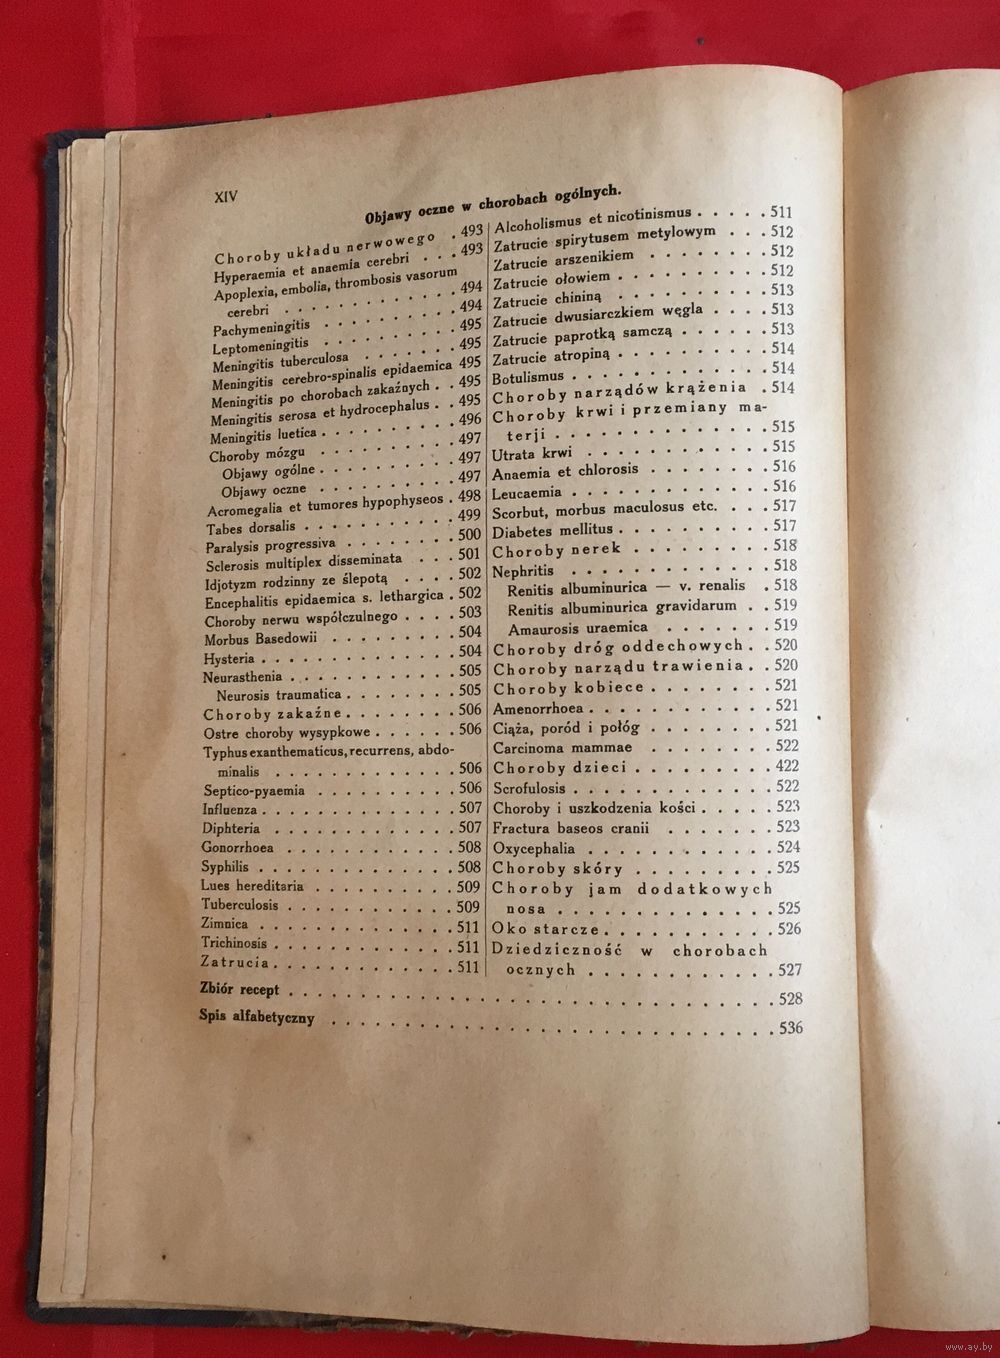 XIV
Objawy oczne w chorobach ogólnych.
Choroby układu nerwowego . 493
Hyperaemia et anaemia cerebri . . . 493
Apoplexia, embolia, thrombosis vasorum
cerebri . . . . . . . . . . 494
Pachymeningitis . . . . . . . . 494
Leptomeningitis . . . . . . . . 495
Meningitis tuberculosa . . . . . . 495
Meningitis cerebro-spinalis epidaemica 495
Meningitis po chorobach zakaźnych . . 495
Meningitis serosa et hydrocephalus . . 495
Meningitis luetica . . . . . . . . 496
Choroby mózgu . . . . . . . . 497
Objawy ogólne . . . . . . . . 497
Objawy oczne . . . . . . . . 497
Acromegalia et tumores hypophyseos . 498
Tabes dorsalis . . . . . . . . . 499
Paralysis progressiva . . . . . . . 500
Sclerosis multiplex disseminata . . . 501
Idjotyzm rodzinny ze ślepotą . . . . 502
Encephalitis epidaemica s. lethargica . 502
Choroby nerwu współczulnego . . . . 503
Morbus Basedowii . . . . . . . . 504
Hysteria . . . . . . . . . . . . 504
Neurasthenia . . . . . . . . . . 505
Neurosis traumatica . . . . . . . 505
Choroby zakaźne . . . . . . . . 506
Ostre choroby wysypkowe . . . . . . 506
Typhus exanthematicus, recurrens, abdo-
minalis . . . . . . . . . . . 506
Septico-pyaemia . . . . . . . . . 506
Influenza . . . . . . . . . . . . 507
Diphteria . . . . . . . . . . . . 507
Gonorrhoea . . . . . . . . . . . 508
Syphilis . . . . . . . . . . . . 508
Lues hereditaria . . . . . . . . . 509
Tuberculosis . . . . . . . . . . . 509
Zimnica . . . . . . . . . . . . 511
Trichinosis . . . . . . . . . . . . 511
Zatrucia . . . . . . . . . . . . 511
Alcoholismus et nicotinismus . . . . . 511
Zatrucie spirytusem metylowym . . . 512
Zatrucie arszenikiem . . . . . . . . 512
Zatrucie ołowiem . . . . . . . . . 512
Zatrucie chininą . . . . . . . . . 513
Zatrucie dwusiarczkiem węgla . . . . 513
Zatrucie paprotką samczą . . . . . . 513
Zatrucie atropiną . . . . . . . . . 514
Botulismus . . . . . . . . . . . 514
Choroby narządów krążenia . 514
Choroby krwi i przemiany ma-
terji . . . . . . . . . . . . 515
Utrata krwi . . . . . . . . . . . 515
Anaemia et chlorosis . . . . . . . 516
Leucaemia . . . . . . . . . . . 516
Scorbut, morbus maculosus etc. . . . 517
Diabetes mellitus . . . . . . . . . 517
Choroby nerek . . . . . . . . 518
Nephritis . . . . . . . . . . . 518
Renitis albuminurica — v. renalis . 518
Renitis albuminurica gravidarum . . 519
Amaurosis uraemica . . . . . . . 519
Choroby dróg oddechowych . . 520
Choroby narządu trawienia . . 520
Choroby kobiece . . . . . . . 521
Amenorrhoea . . . . . . . . . . 521
Ciąża, poród i połóg . . . . . . . 521
Carcinoma mammae . . . . . . . 522
Choroby dzieci . . . . . . . . 422
Scrofulosis . . . . . . . . . . . 522
Choroby i uszkodzenia kości . . . . . 523
Fractura baseos cranii . . . . . . . 523
Oxycephalia . . . . . . . . . . . 524
Choroby skóry . . . . . . . . 525
Choroby jam dodatkowych
nosa . . . . . . . . . . . . 525
Oko starcze . . . . . . . . . . 526
Dziedziczność w chorobach
ocznych . . . . . . . . . . 527
Zbiór recept . . . . . . . . . . . . . . . . . . . . . . . . . . 528
Spis alfabetyczny . . . . . . . . . . . . . . . . . . . . . . . . 536
www.ay.by